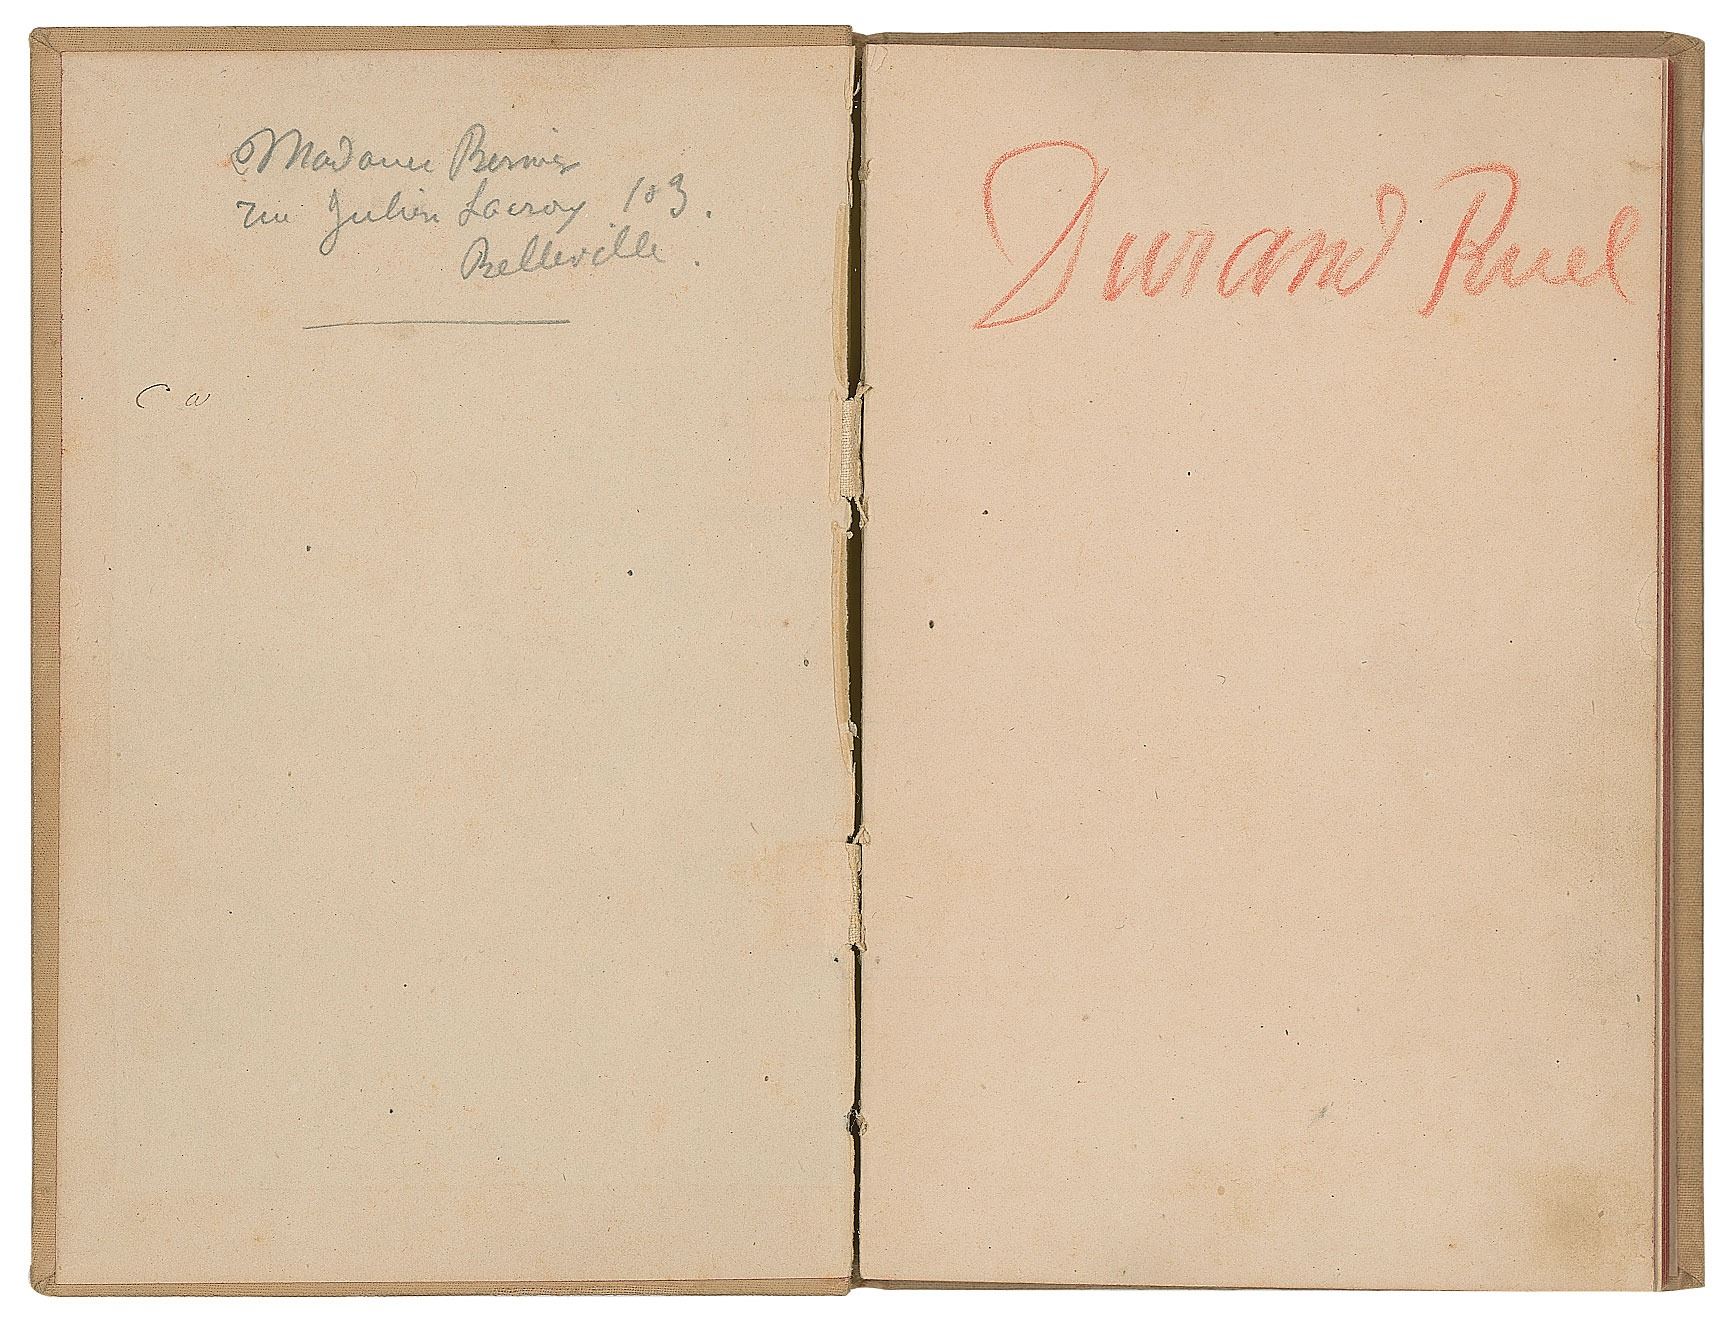 Madame Bernier
rue Julien Lacroix 103.
Belleville.
C W
Durand Ruel